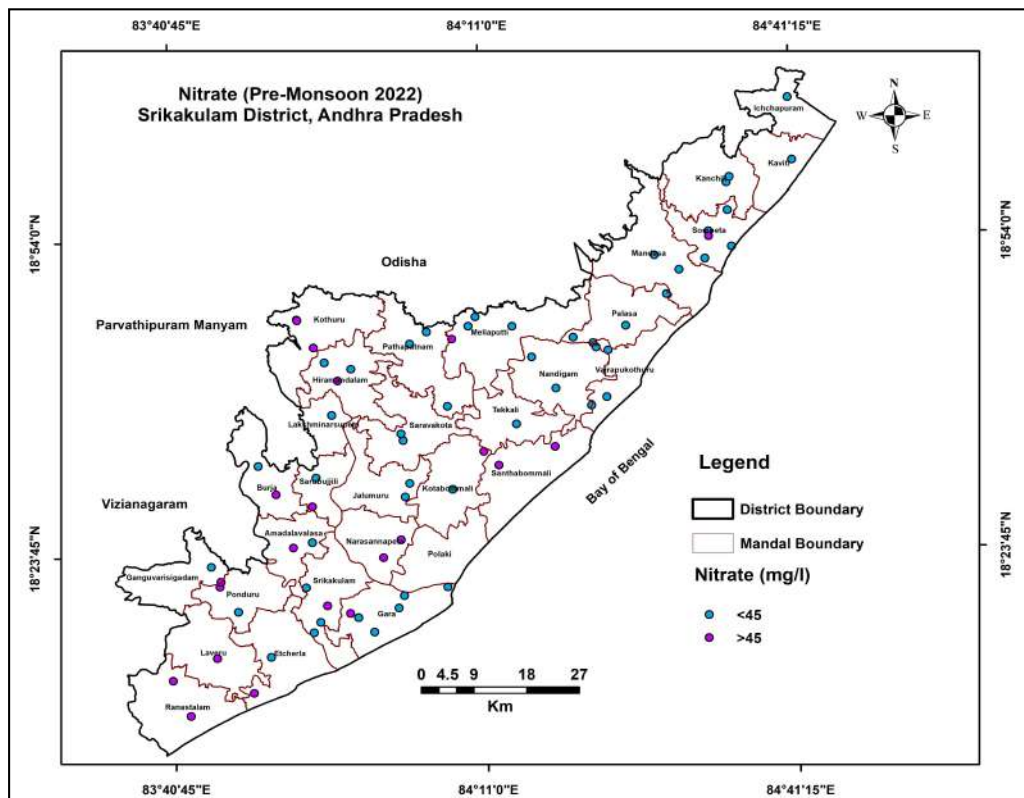 83°40'45"E
84°11'0"E
84°41'15"E
Nitrate (Pre-Monsoon 2022)
Srikakulam District, Andhra Pradesh
N
W
E
S
Ichchapuram
Kaviti
Kanchili
18°54'0"N
18°54'0"N
Sompeta
Mandasa
Odisha
Parvathipuram Manyam
Kothuru
Palasa
Meliaputti
Pathapatnam
Vajrapukothuru
Nandigam
Hiramandalam
Tekkali
Lakshminarsupeta
Saravakota
Bay of Bengal
Santhabommali
Legend
Burja
Sarubujjili
Kotabommali
Jalumuru
Vizianagaram
District Boundary
Amadalavalasa
Narasannapeta
Mandal Boundary
Polaki
18°23'45"N
18°23'45"N
Ganguvarisigadam
Srikakulam
Nitrate (mg/l)
Ponduru
Gara
<45
>45
Laveru
Etcherla
0 4.5 9 18 27
Km
Ranastalam
83°40'45"E
84°11'0"E
84°41'15"E